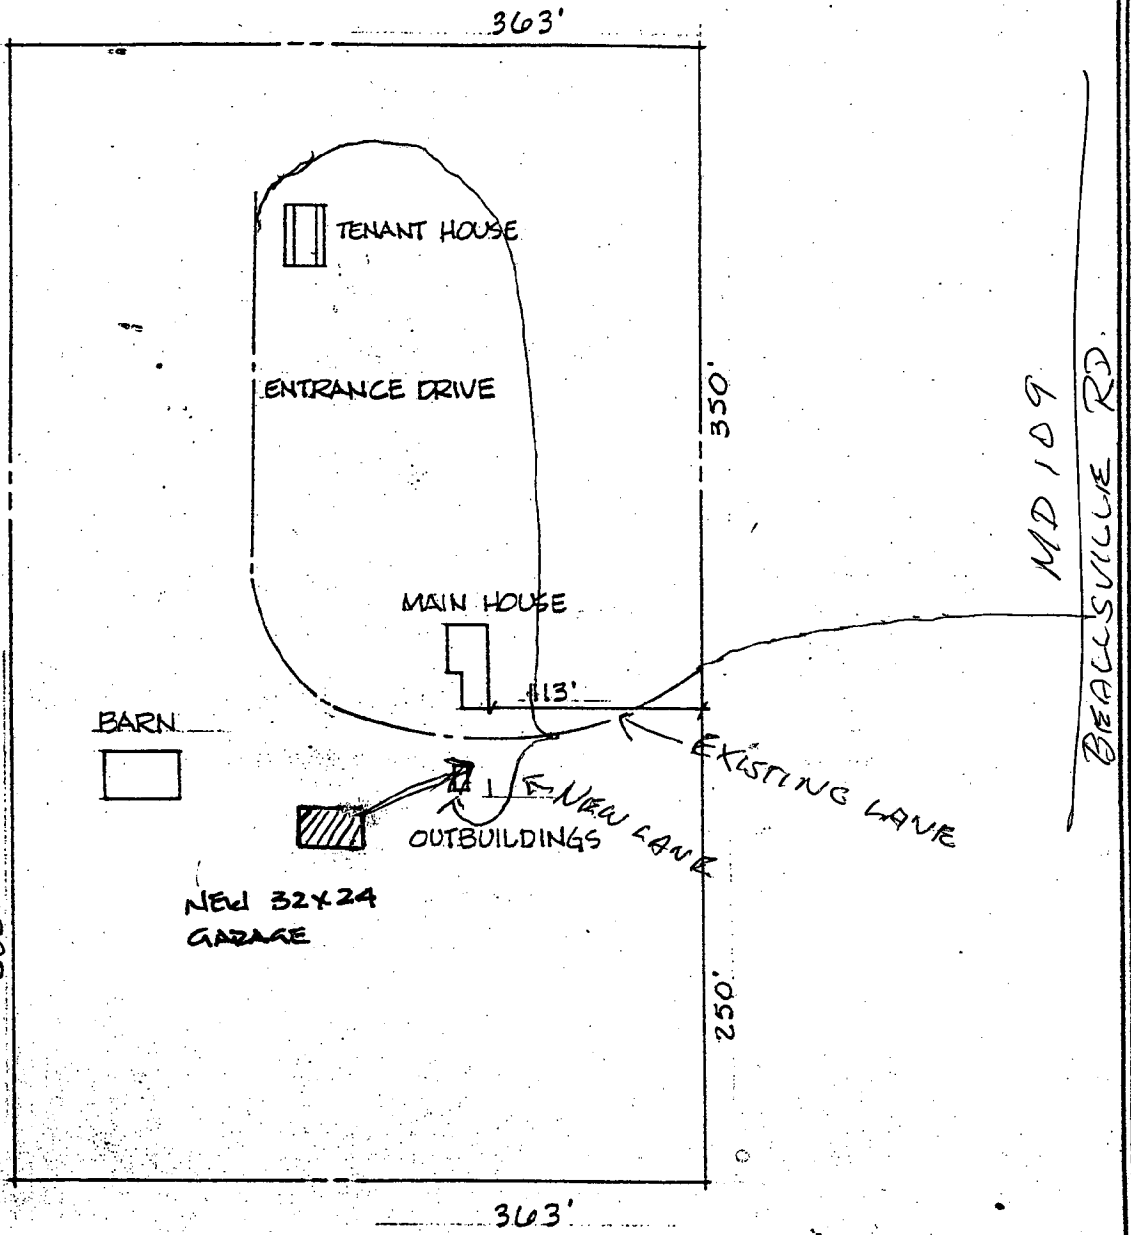 363'
TENANT HOUSE
ENTRANCE DRIVE
350'
MD 109
BEALLSVILLE RD.
MAIN HOUSE
113'
BARN
EXISTING LANE
NEW LANE
OUTBUILDINGS
NEW 32X24
GARAGE
250'
363'